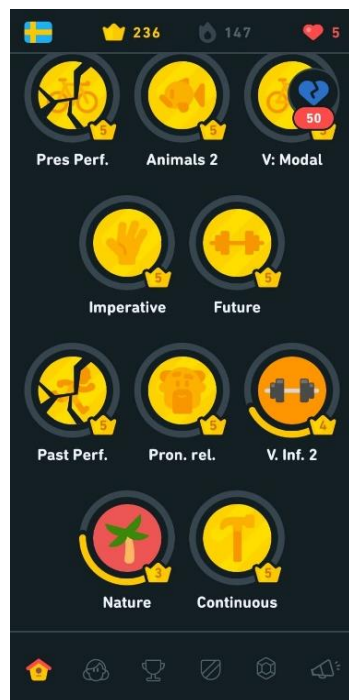 236 147 5
50
5 5 5
Pres Perf. Animals 2 V: Modal
5 5
Imperative Future
5 5 4
Past Perf. Pron. rel. V. Inf. 2
3 5
Nature Continuous